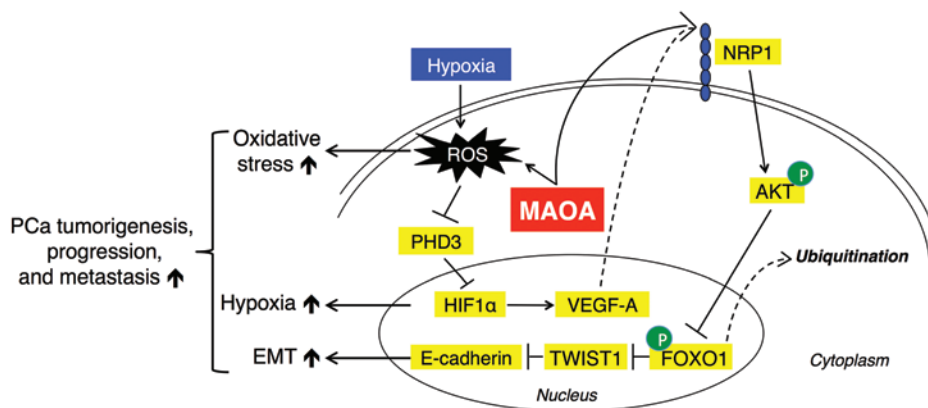 NRP1
Hypoxia
Oxidative
stress ↑
ROS
P
AKT
MAOA
PCa tumorigenesis,
progression,
and metastasis ↑
PHD3
Ubiquitination
Hypoxia ↑
HIF1α
VEGF-A
P
EMT ↑
E-cadherin
TWIST1
FOXO1
Cytoplasm
Nucleus